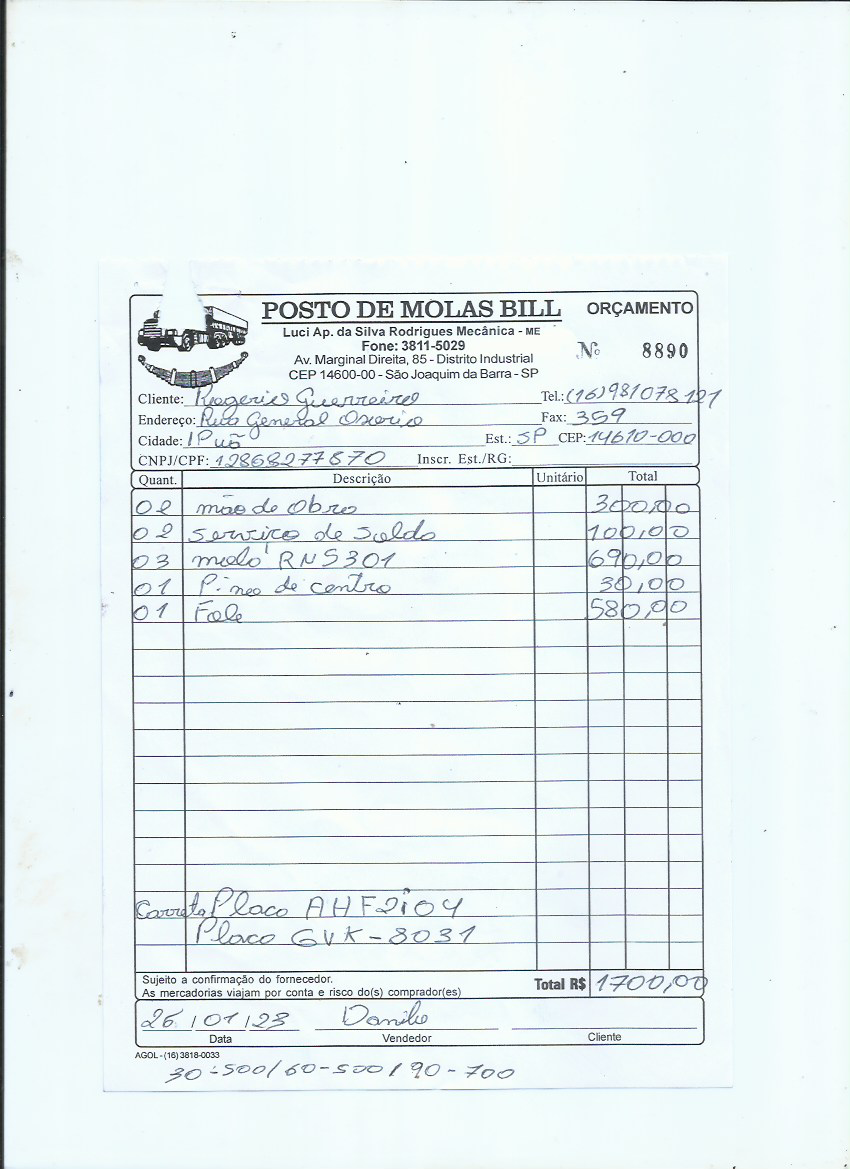 POSTO DE MOLAS BILL
ORÇAMENTO
Luci Ap. da Silva Rodrigues Mecânica - ME
Fone: 3811-5029
Nº 8890
Av. Marginal Direita, 85 - Distrito Industrial
CEP 14600-00 - São Joaquim da Barra - SP
Cliente: Rogerio Guerreiro Tel.: (16) 981078121
Endereço: Rua General Osorio Fax: 359
Cidade: IPuã Est.: SP CEP: 14610-000
CNPJ/CPF: 12868277870 Inscr. Est./RG:
Quant. Descrição Unitário Total
02 mão de Obra 300,00
02 serviço de solda 100,00
03 mola RNS301 690,00
01 Pineo de centro 30,00
01 Fole 580,00
Carreta Placa AHF2i04
Placa GVK-8031
Sujeito a confirmação do fornecedor.
As mercadorias viajam por conta e risco do(s) comprador(es)
Total R$ 1700,00
26/01/23 Danilo
Data Vendedor Cliente
AGOL - (16) 3818-0033
30-500/60-500/90-700